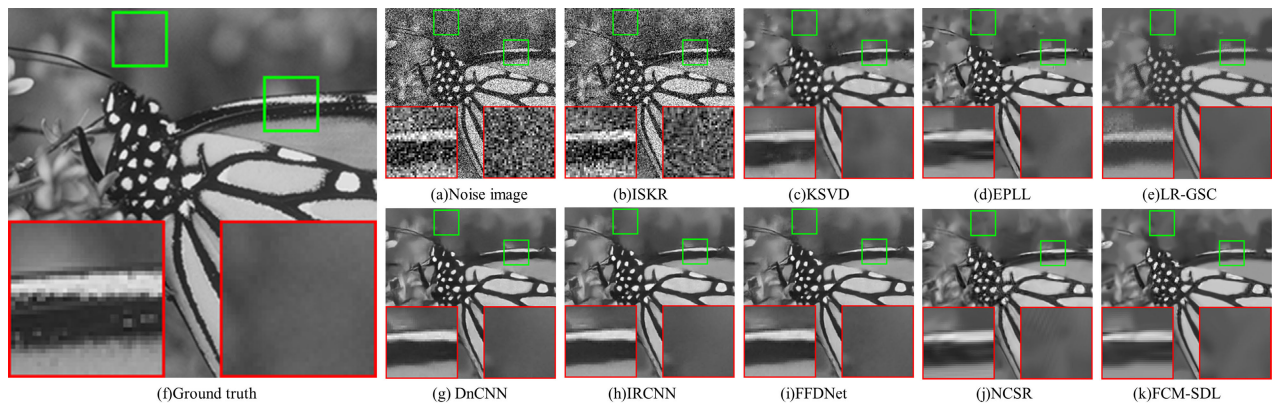 (a)Noise image
(b)ISKR
(c)KSVD
(d)EPLL
(e)LR-GSC
(f)Ground truth
(g) DnCNN
(h)IRCNN
(i)FFDNet
(j)NCSR
(k)FCM-SDL